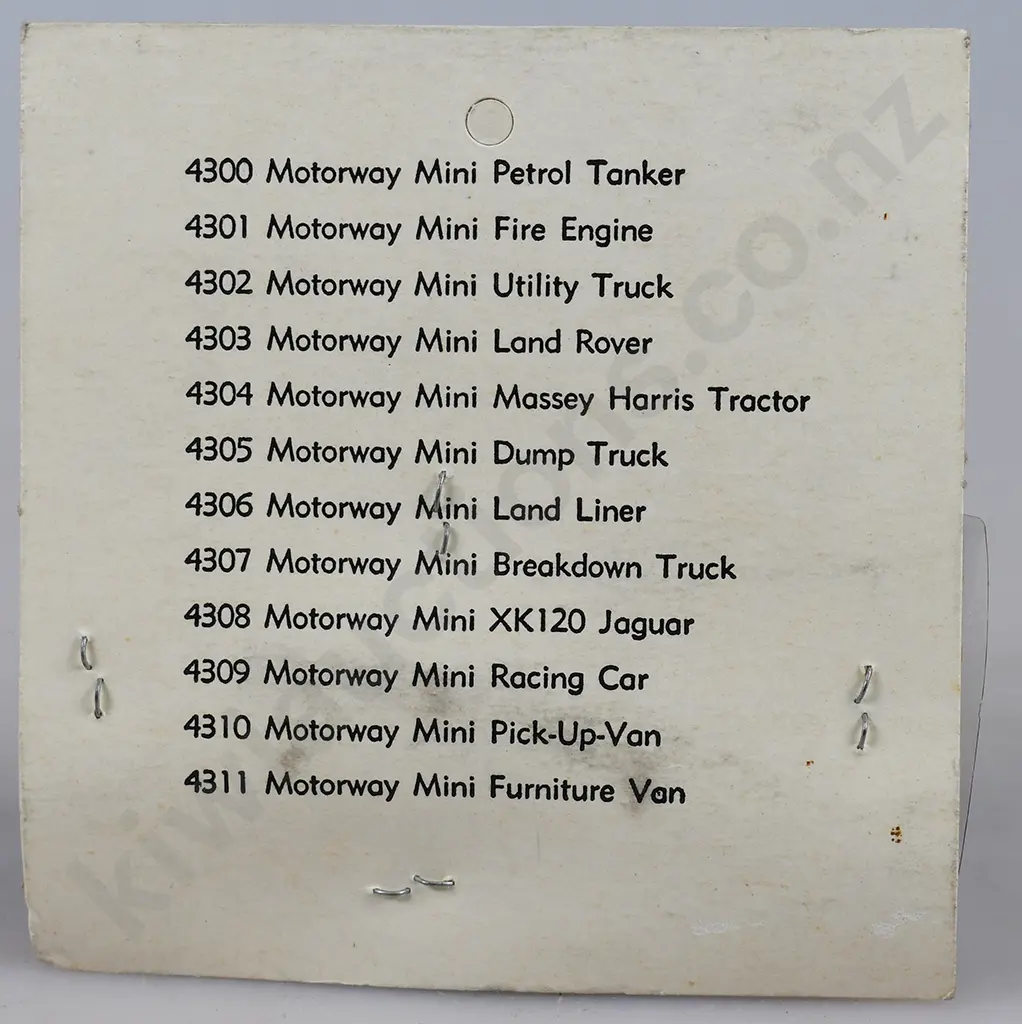 4300 Motorway Mini Petrol Tanker
4301 Motorway Mini Fire Engine
4302 Motorway Mini Utility Truck
4303 Motorway Mini Land Rover
4304 Motorway Mini Massey Harris Tractor
4305 Motorway Mini Dump Truck
4306 Motorway Mini Land Liner
4307 Motorway Mini Breakdown Truck
4308 Motorway Mini XK120 Jaguar
4309 Motorway Mini Racing Car
4310 Motorway Mini Pick-Up-Van
4311 Motorway Mini Furniture Van